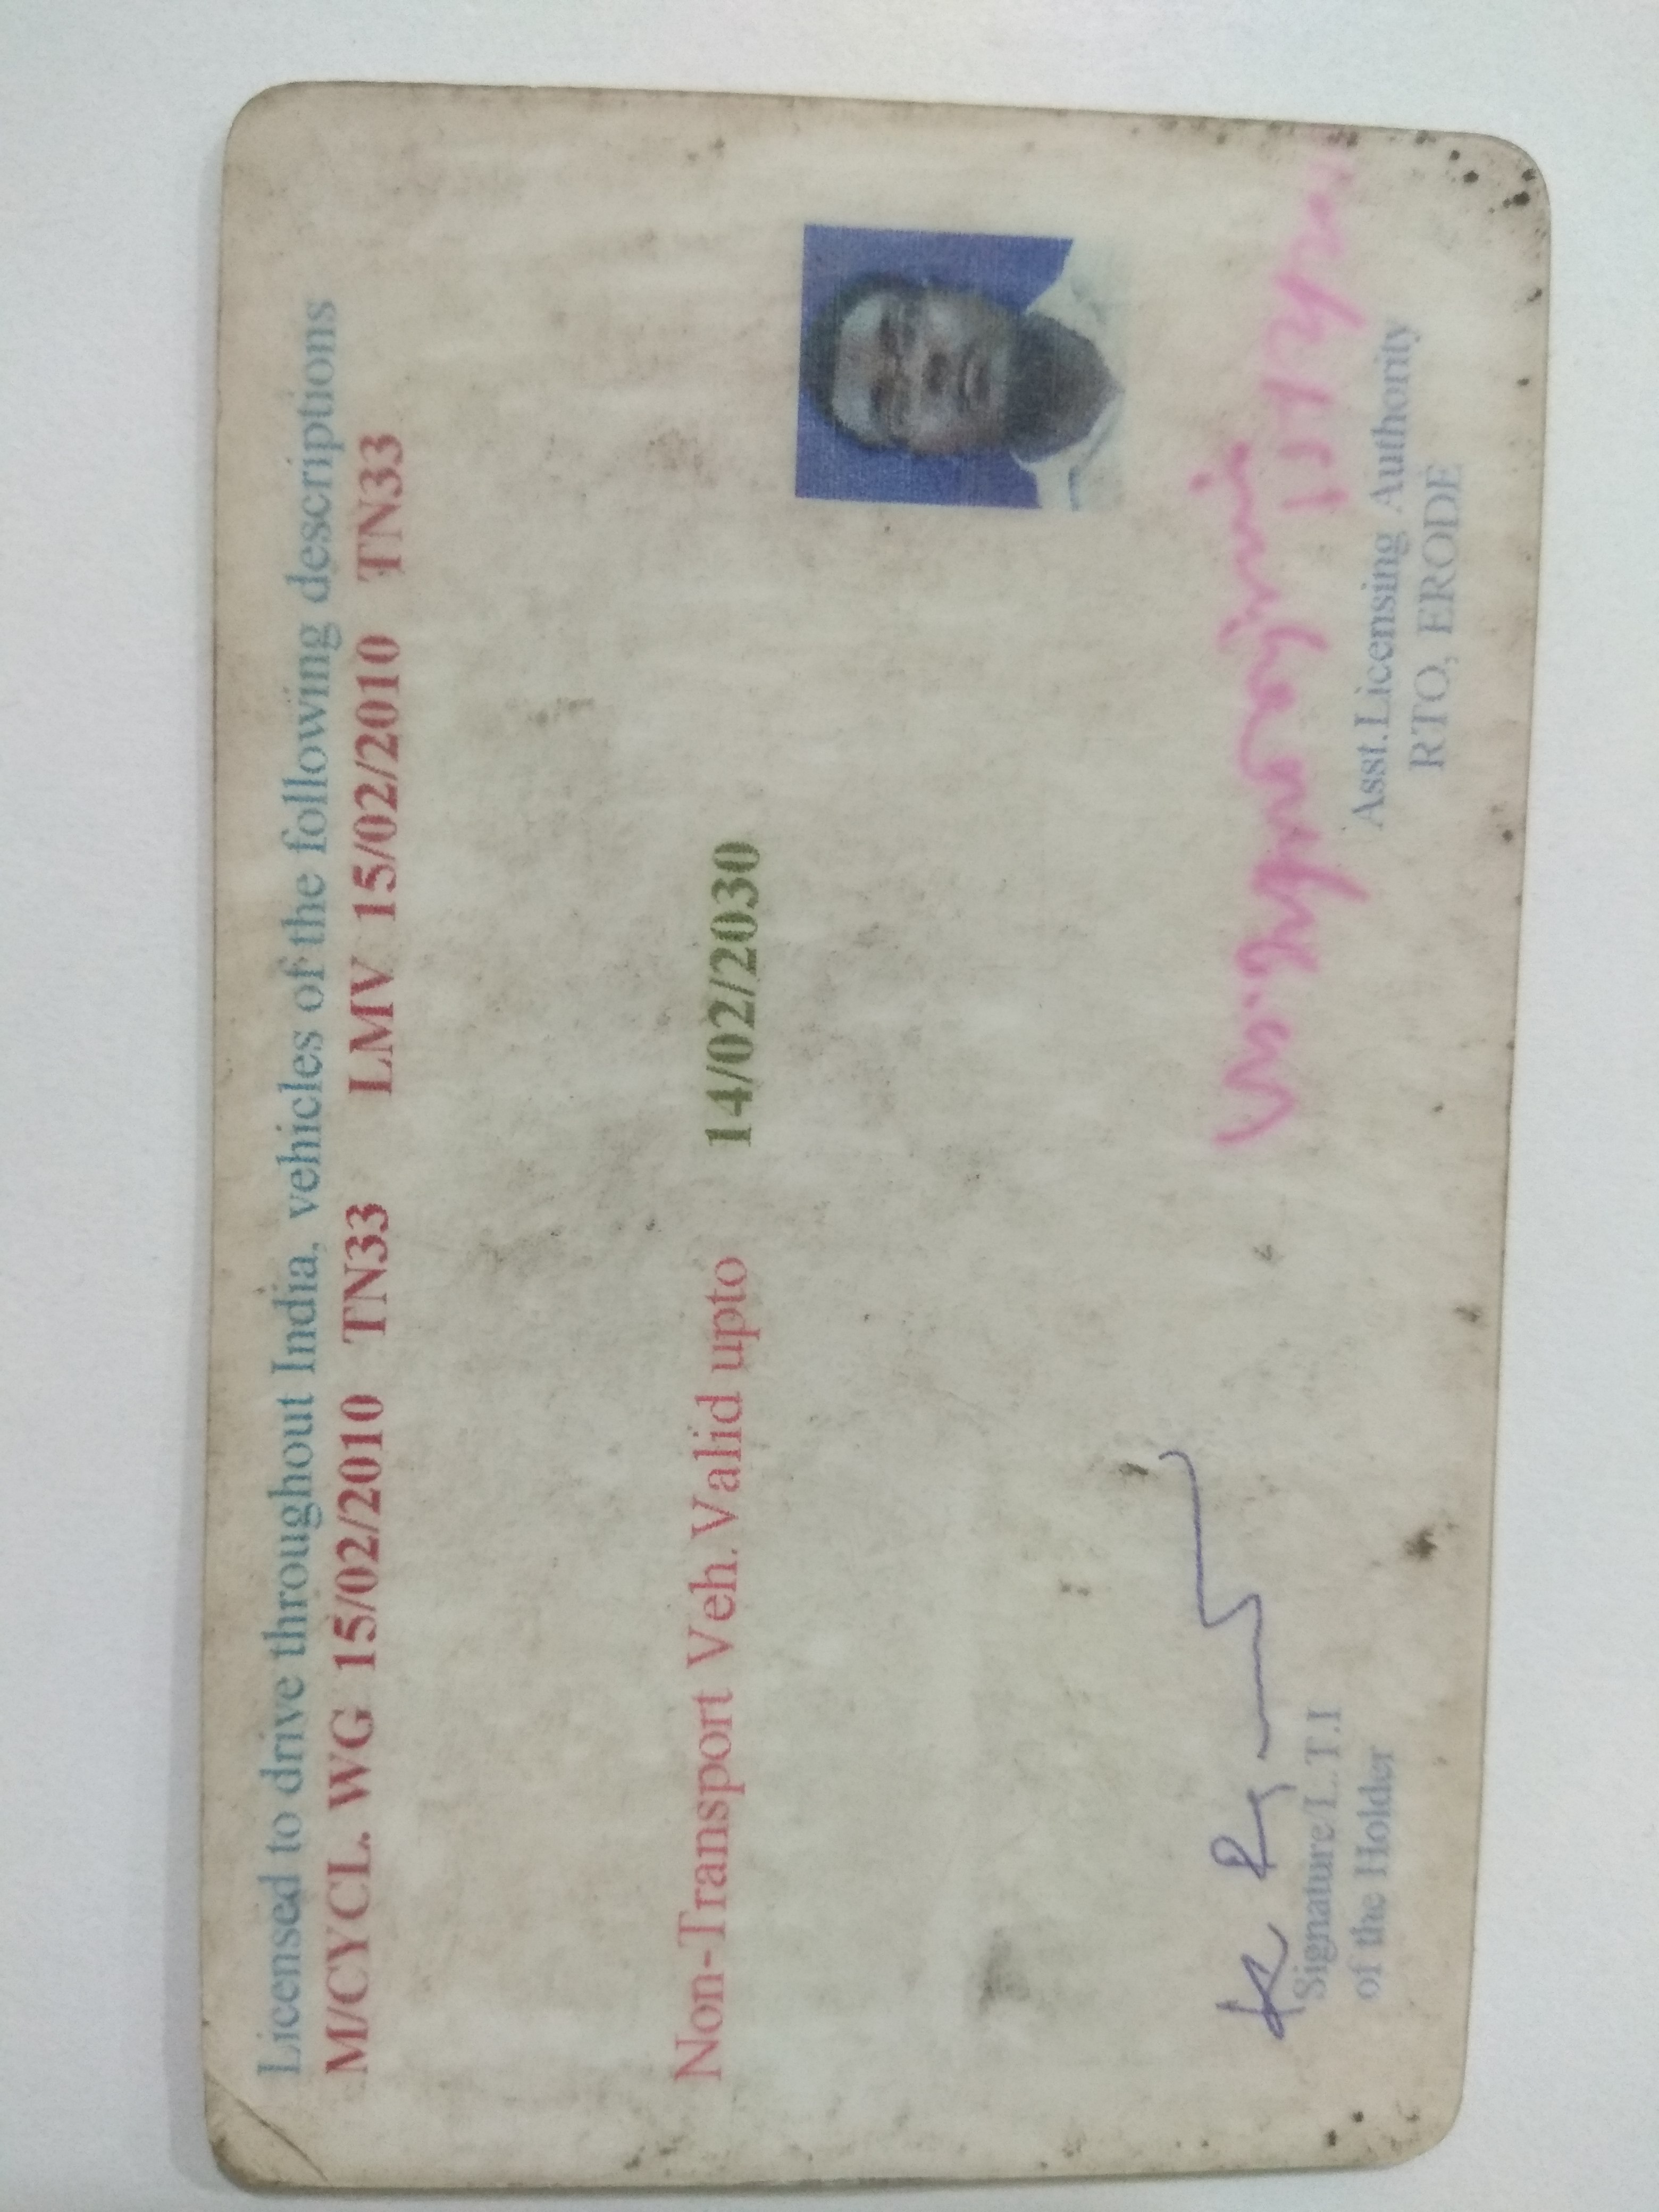 Licensed to drive throughout India, vehicles of the following descriptions
M/CYCL. WG 15/02/2010 TN33 LMV 15/02/2010 TN33
Non-Transport Veh. Valid upto 14/02/2030
Signature/L.T.I
of the Holder
Asst.Licensing Authority
RTO, ERODE